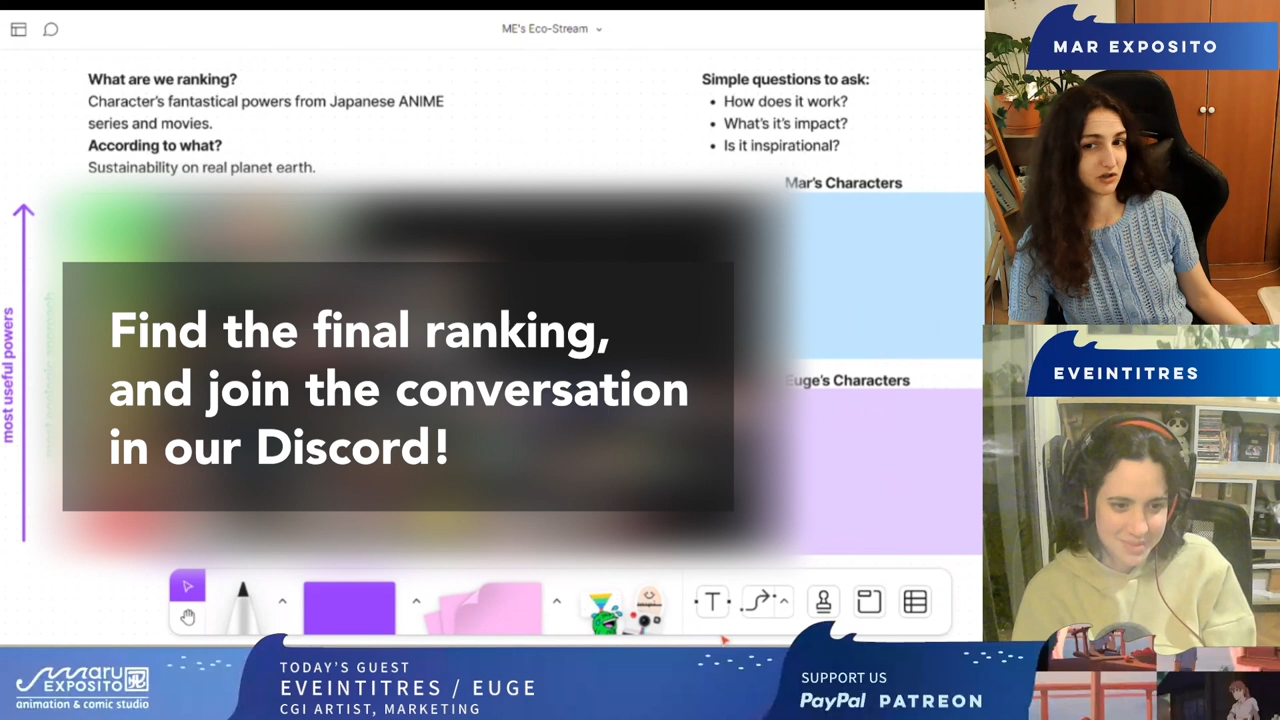 ME's Eco-Stream
What are we ranking?
Character's fantastical powers from Japanese ANIME
series and movies.
According to what?
Sustainability on real planet earth.
Simple questions to ask:
• How does it work?
• What's it's impact?
• Is it inspirational?
Mar's Characters
Euge's Characters
most useful powers
Find the final ranking,
and join the conversation
in our Discord!
MAR EXPOSITO
EVEINTITRES
maru
EXPOSITO
animation & comic studio
TODAY'S GUEST
EVEINTITRES / EUGE
CGI ARTIST, MARKETING
SUPPORT US
PayPal PATREON